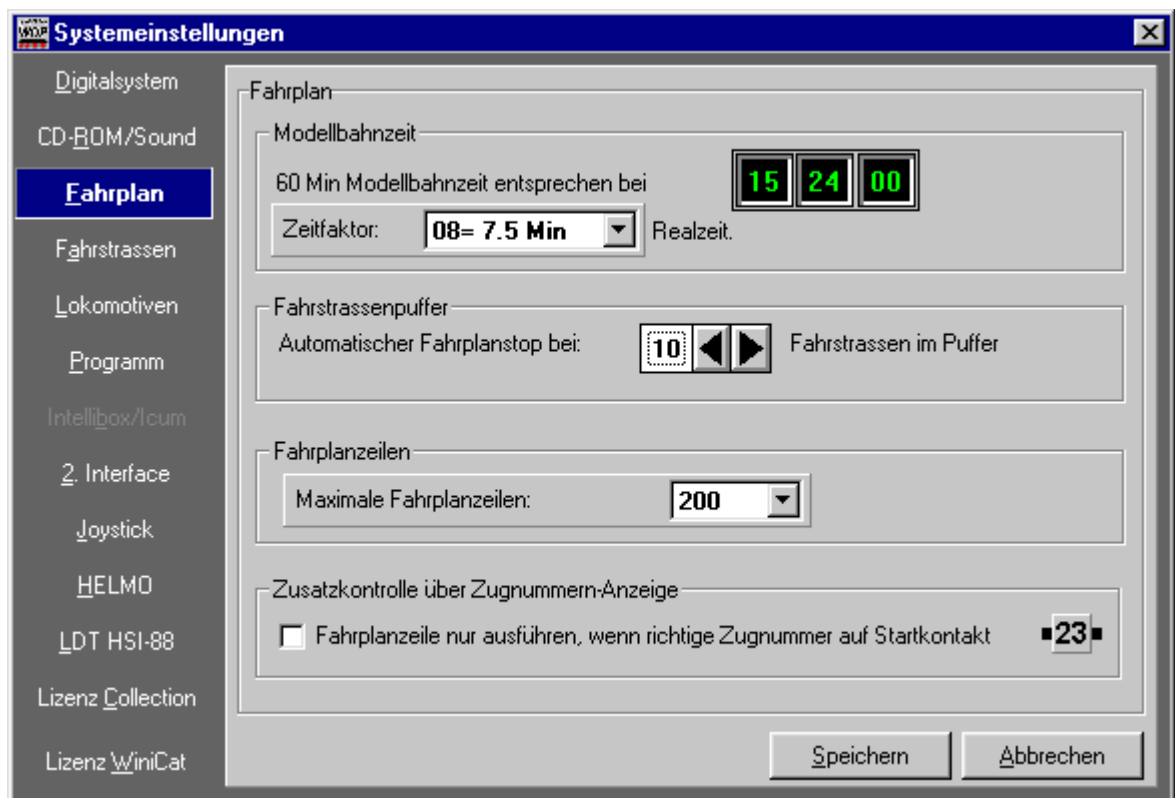 Systemeinstellungen
Digitalsystem
CD-ROM/Sound
Fahrplan
Fahrstrassen
Lokomotiven
Programm
Intellibox/Icum
2. Interface
Joystick
HELMO
LDT HSI-88
Lizenz Collection
Lizenz WiniCat
Fahrplan
Modellbahnzeit
60 Min Modellbahnzeit entsprechen bei
15 24 00
Zeitfaktor: 08= 7.5 Min Realzeit.
Fahrstrassenpuffer
Automatischer Fahrplanstop bei: 10 Fahrstrassen im Puffer
Fahrplanzeilen
Maximale Fahrplanzeilen: 200
Zusatzkontrolle über Zugnummern-Anzeige
Fahrplanzeile nur ausführen, wenn richtige Zugnummer auf Startkontakt 23
Speichern Abbrechen